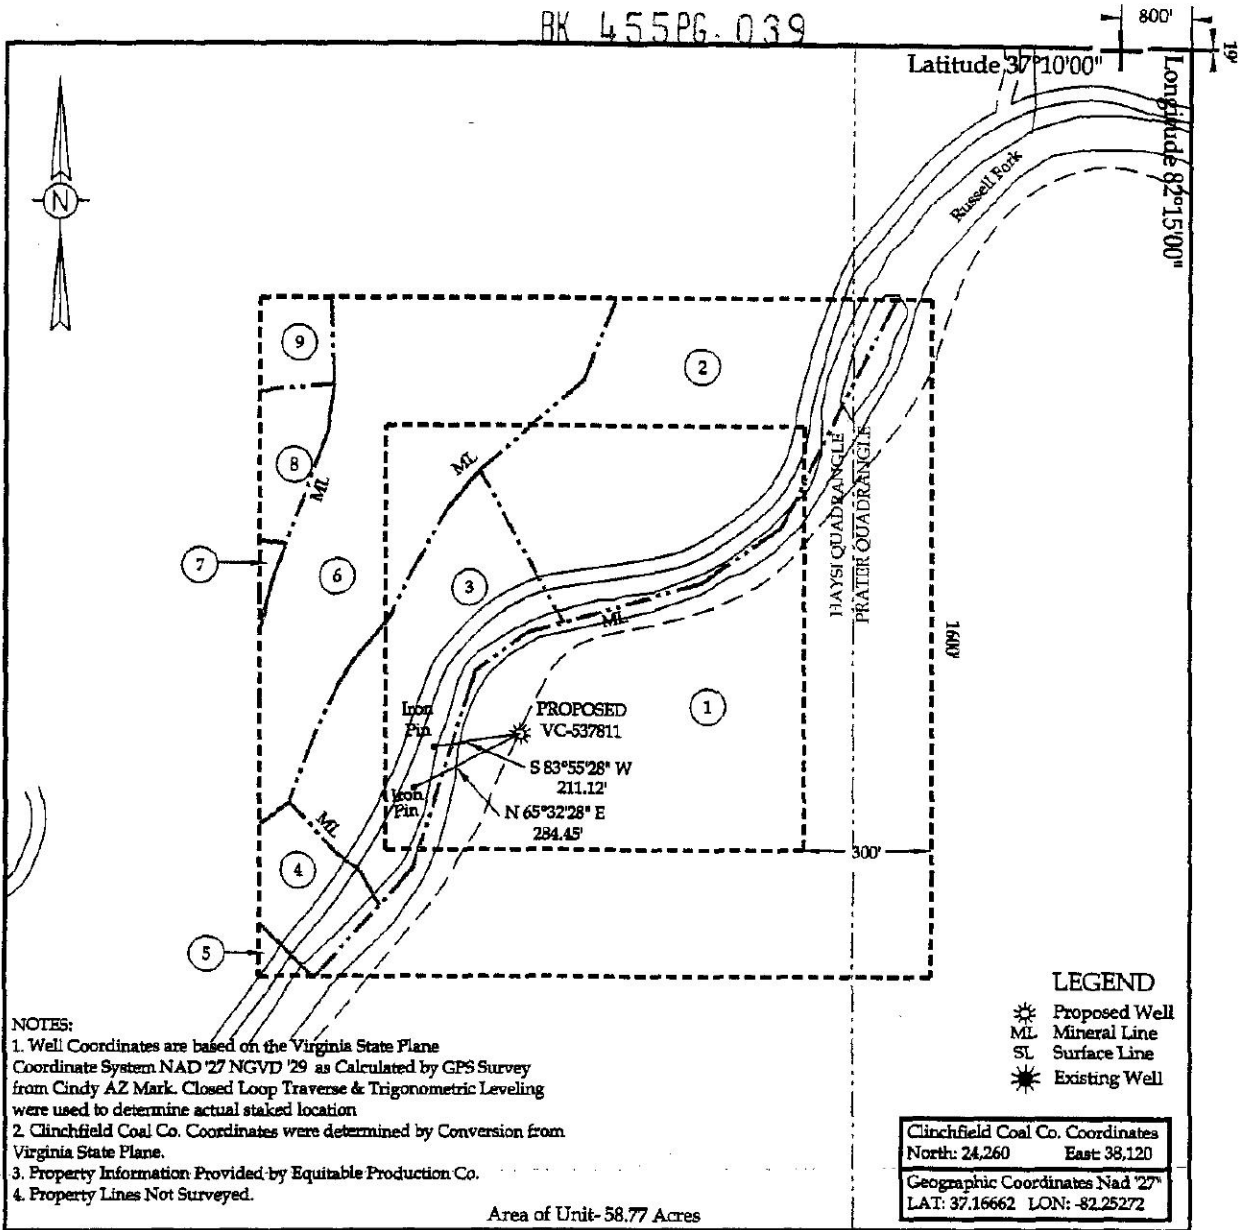 BK 455PG. 039
800'
19'
Latitude 37°10'00"
Longitude 82°15'00"
N
Russell Fork
9
2
8
ML
ML
7
6
3
ML
HAYSI QUADRANGLE
PRATER QUADRANGLE
1600'
Iron
Pin
PROPOSED
VC-537811
1
S 83°55'28" W
211.12'
Iron
Pin
N 65°32'28" E
284.45'
ML
300'
4
5
LEGEND
Proposed Well
ML Mineral Line
SL Surface Line
Existing Well
NOTES:
1. Well Coordinates are based on the Virginia State Plane
Coordinate System NAD '27 NGVD '29 as Calculated by GPS Survey
from Cindy AZ Mark. Closed Loop Traverse & Trigonometric Leveling
were used to determine actual staked location
2. Clinchfield Coal Co. Coordinates were determined by Conversion from
Virginia State Plane.
3. Property Information Provided by Equitable Production Co.
4. Property Lines Not Surveyed.
Clinchfield Coal Co. Coordinates
North: 24,260 East: 38,120
Geographic Coordinates Nad '27"
LAT: 37.16662 LON: -82.25272
Area of Unit- 58.77 Acres